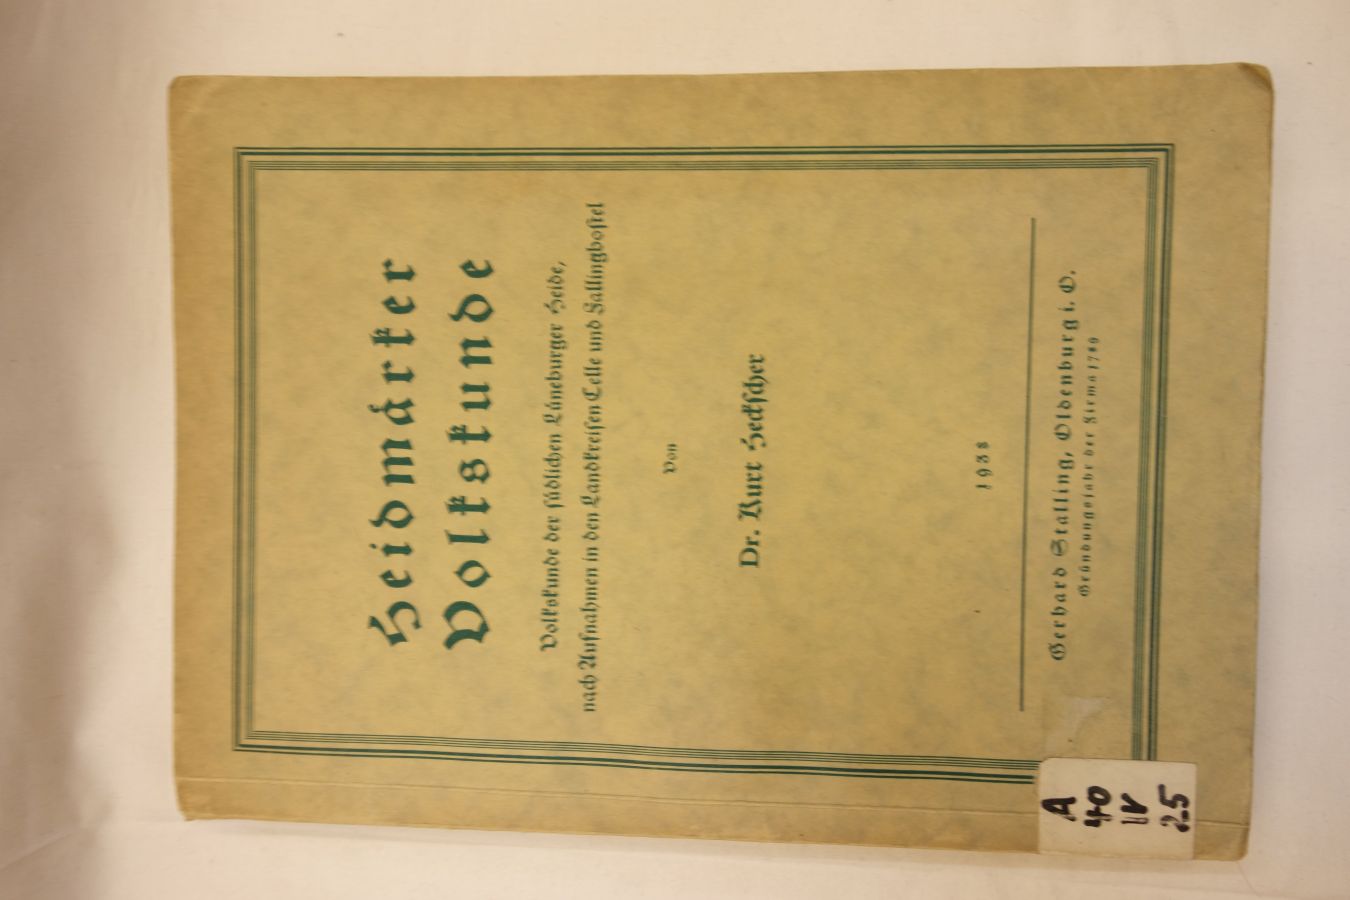 Heidmärker
Volkskunde
Volkskunde der südlichen Lüneburger Heide,
nach Aufnahmen in den Landkreisen Celle und Fallingbostel
Von
Dr. Kurt Heckscher
1938
Gerhard Stalling, Oldenburg i. O.
Gründungsjahr der Firma 1789
A
40
IV
25